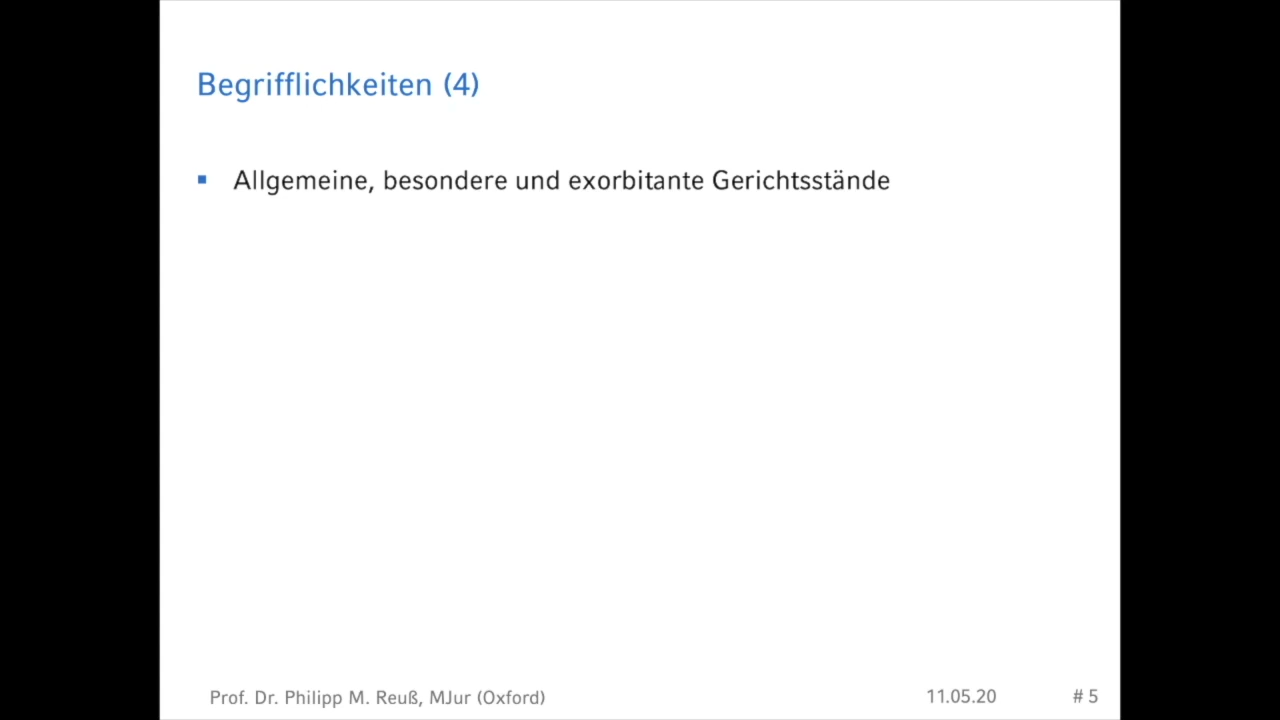 Begrifflichkeiten (4)
Allgemeine, besondere und exorbitante Gerichtsstände
Prof. Dr. Philipp M. Reuß, MJur (Oxford)
11.05.20
# 5